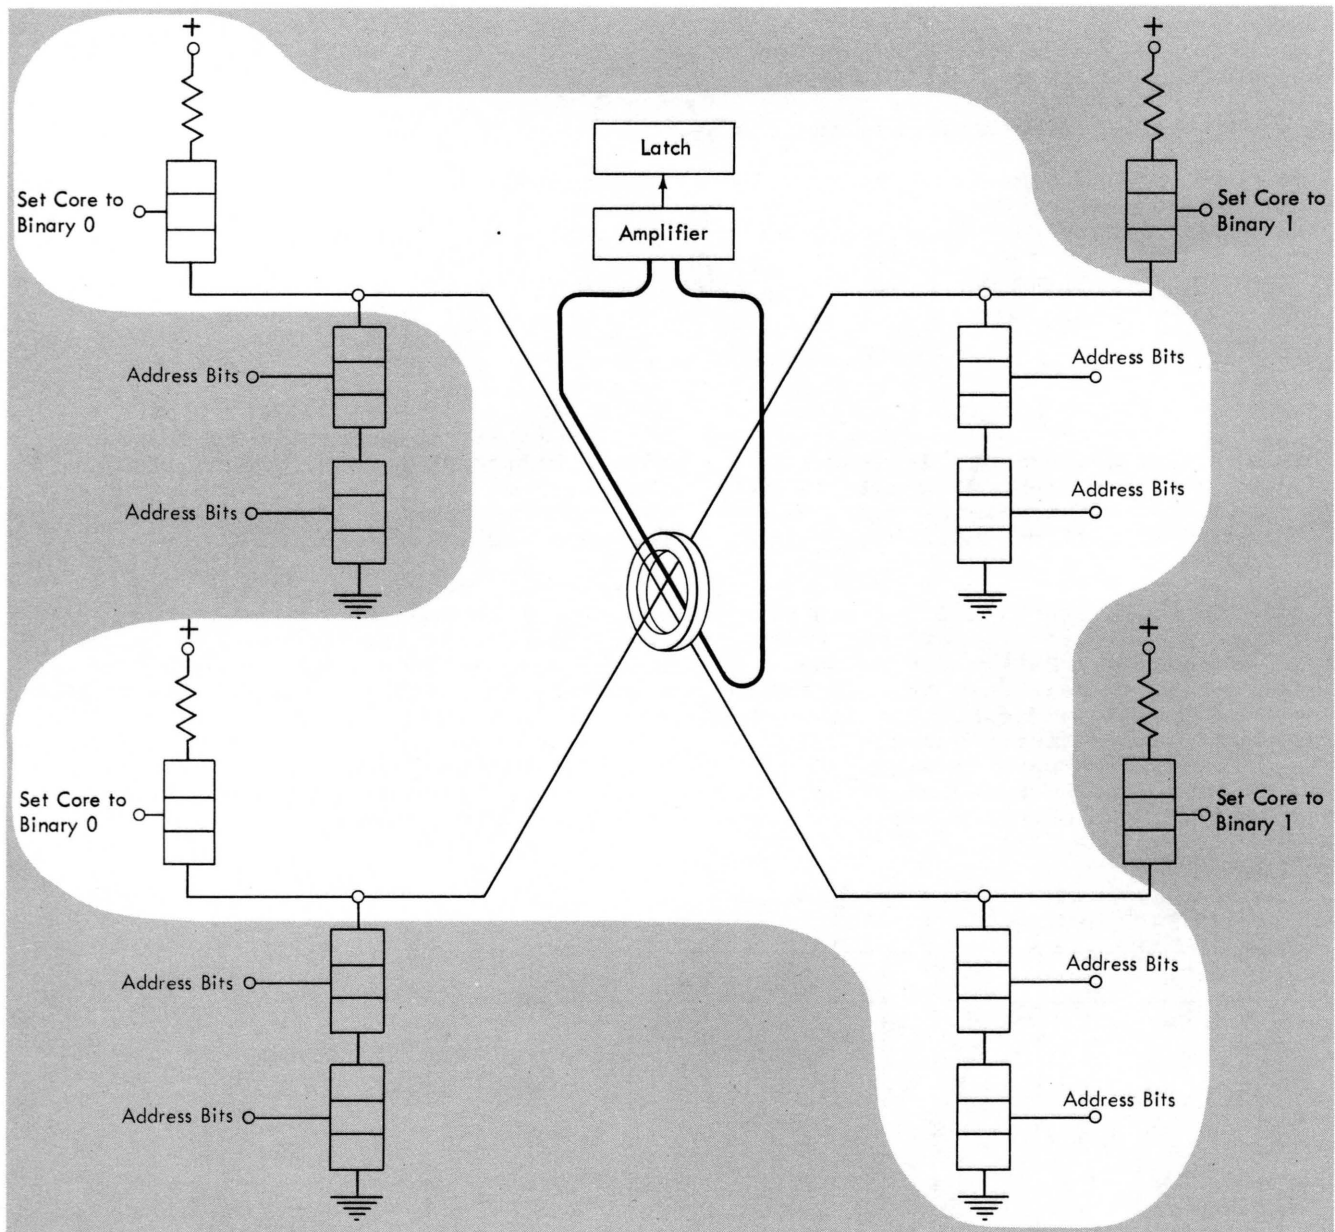 +
+
Latch
Set Core to
Binary 0
Set Core to
Binary 1
Amplifier
Address Bits
Address Bits
Address Bits
Address Bits
+
+
Set Core to
Binary 0
Set Core to
Binary 1
Address Bits
Address Bits
Address Bits
Address Bits